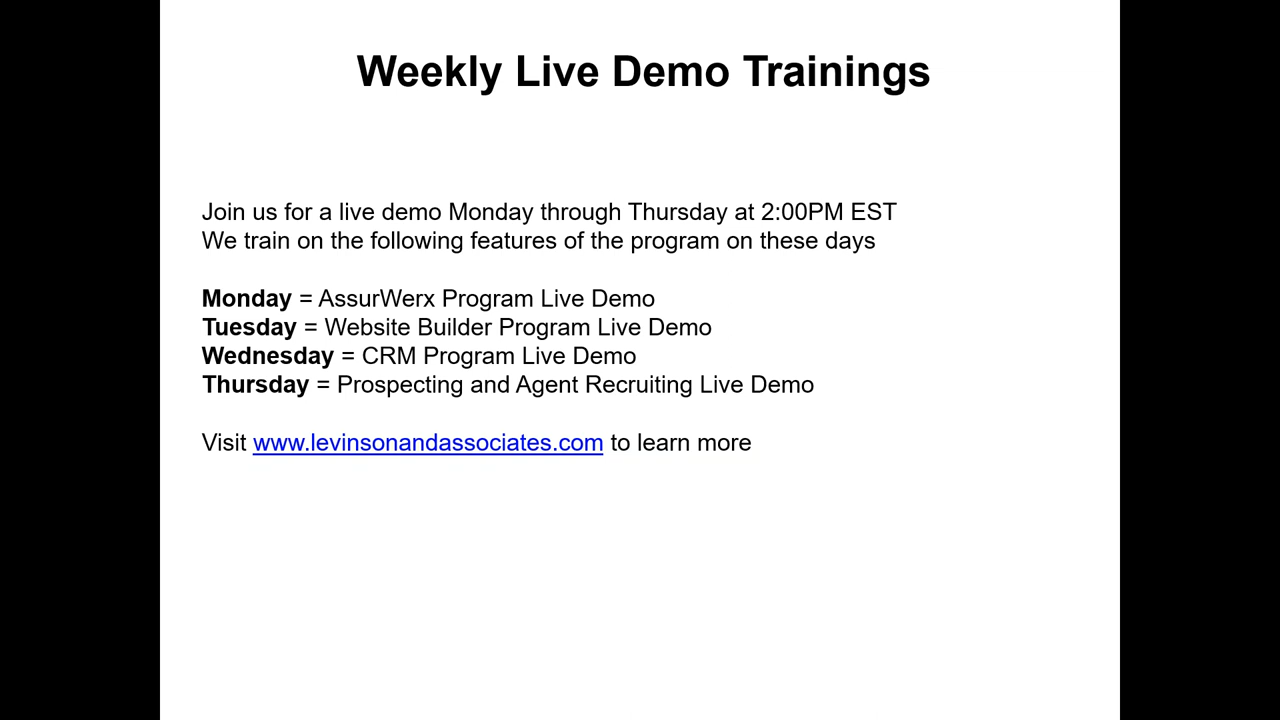 Weekly Live Demo Trainings
Join us for a live demo Monday through Thursday at 2:00PM EST
We train on the following features of the program on these days
Monday = AssurWerx Program Live Demo
Tuesday = Website Builder Program Live Demo
Wednesday = CRM Program Live Demo
Thursday = Prospecting and Agent Recruiting Live Demo
Visit www.levinsonandassociates.com to learn more